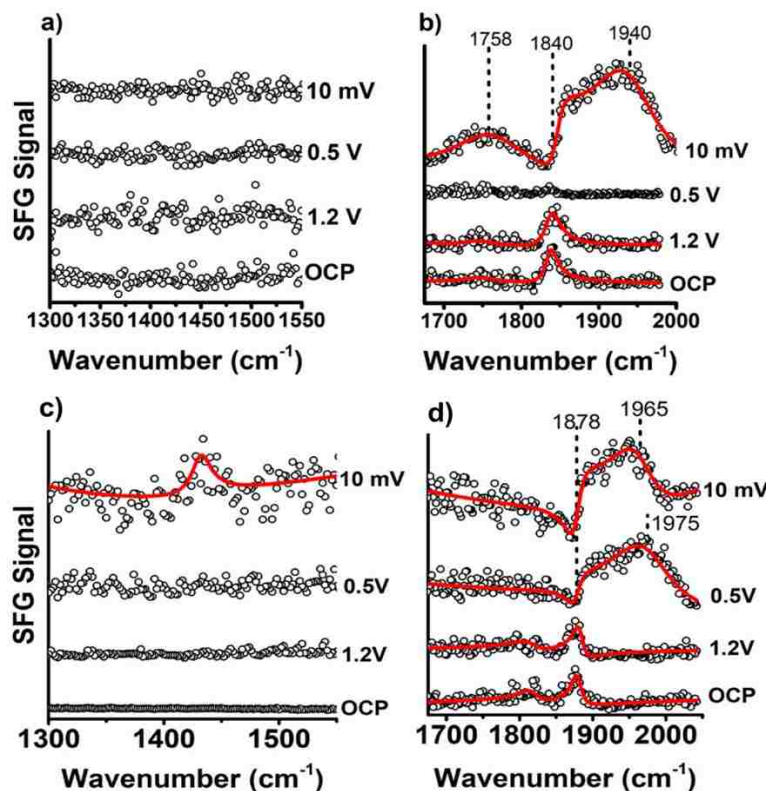 a)
SFG Signal
10 mV
0.5 V
1.2 V
OCP
1300 1350 1400 1450 1500 1550
Wavenumber (cm-1)
b)
1758
1840
1940
10 mV
0.5 V
1.2 V
OCP
1700 1800 1900 2000
Wavenumber (cm-1)
c)
SFG Signal
10 mV
0.5V
1.2V
OCP
1300 1400 1500
Wavenumber (cm-1)
d)
1878
1965
10 mV
1975
0.5V
1.2V
OCP
1700 1800 1900 2000
Wavenumber (cm-1)